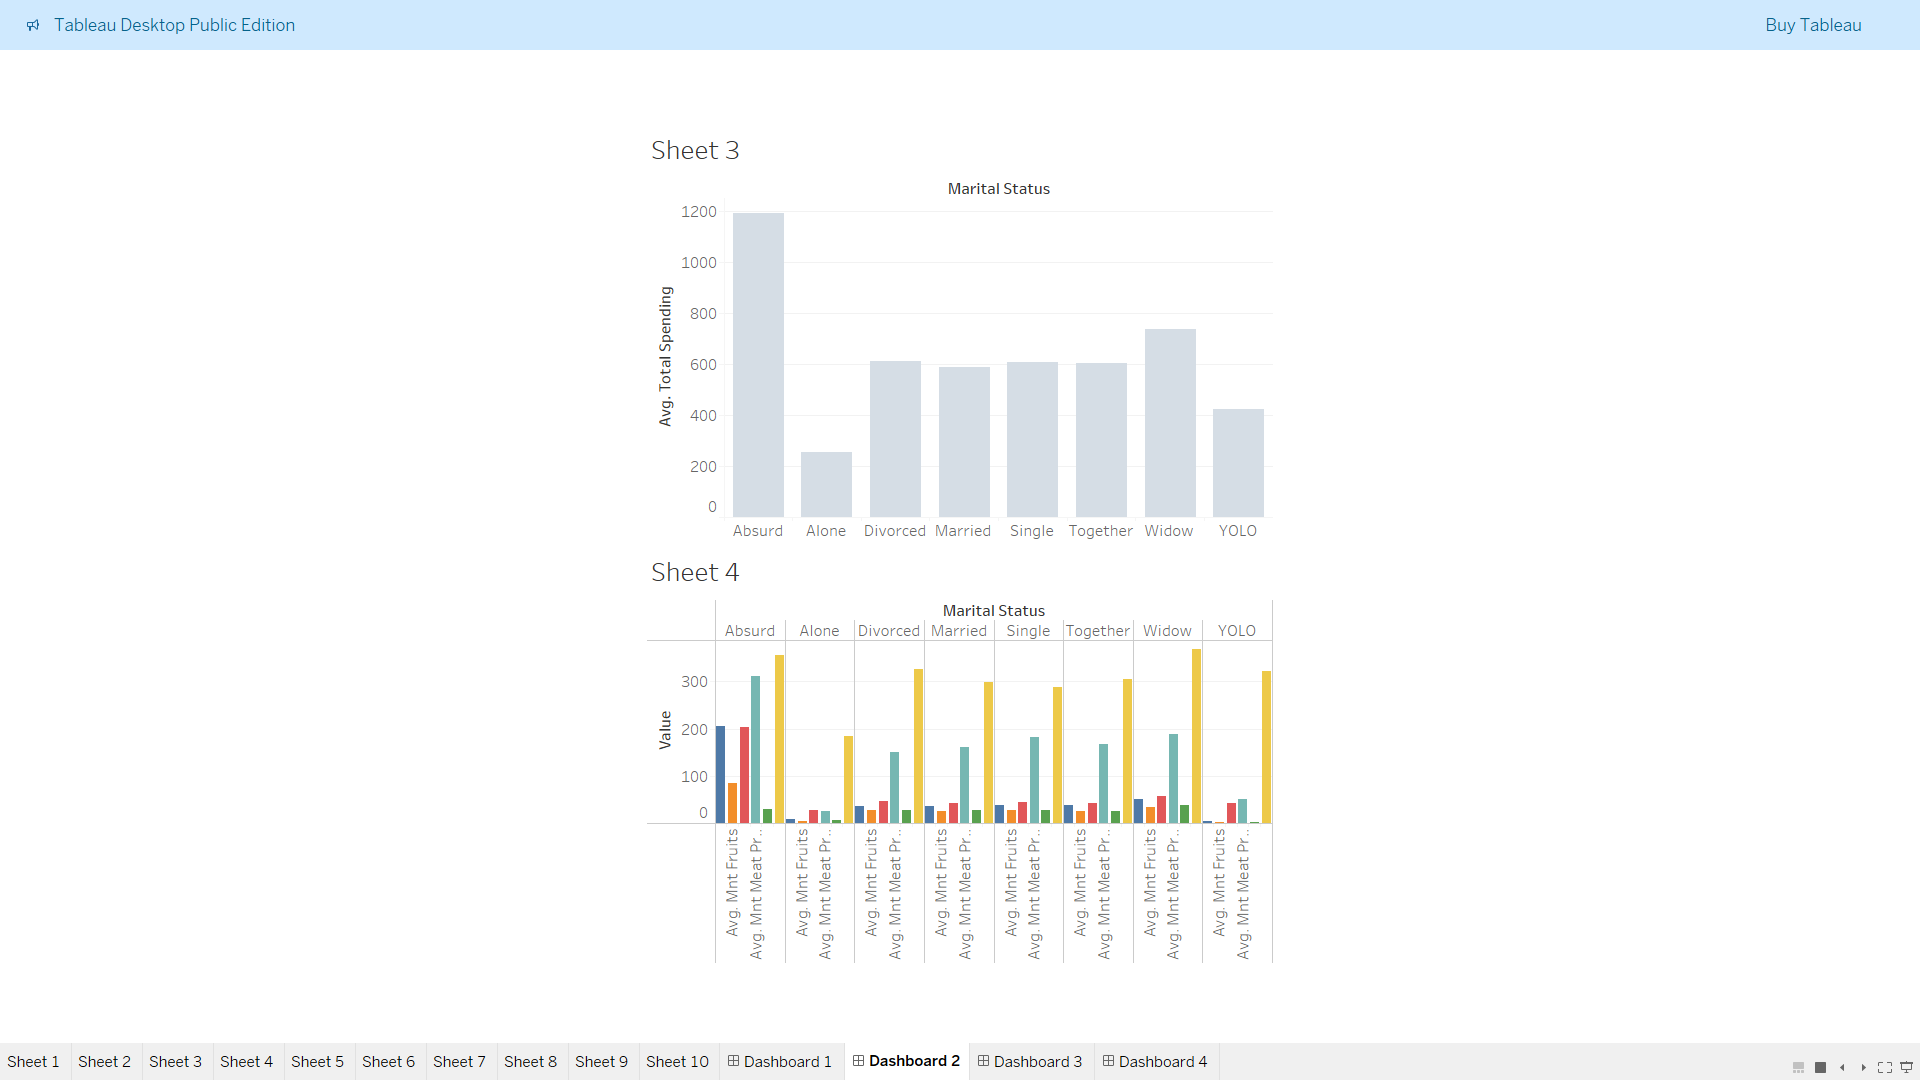 Tableau Desktop Public Edition
Buy Tableau
Sheet 3
Marital Status
1200
1000
800
600
400
200
0
Avg. Total Spending
Absurd Alone Divorced Married Single Together Widow YOLO
Sheet 4
Marital Status
Absurd Alone Divorced Married Single Together Widow YOLO
300
200
100
0
Value
Avg. Mnt Fruits
Avg. Mnt Meat Pr..
Avg. Mnt Fruits
Avg. Mnt Meat Pr..
Avg. Mnt Fruits
Avg. Mnt Meat Pr..
Avg. Mnt Fruits
Avg. Mnt Meat Pr..
Avg. Mnt Fruits
Avg. Mnt Meat Pr..
Avg. Mnt Fruits
Avg. Mnt Meat Pr..
Avg. Mnt Fruits
Avg. Mnt Meat Pr..
Avg. Mnt Fruits
Avg. Mnt Meat Pr..
Sheet 1 Sheet 2 Sheet 3 Sheet 4 Sheet 5 Sheet 6 Sheet 7 Sheet 8 Sheet 9 Sheet 10 Dashboard 1 Dashboard 2 Dashboard 3 Dashboard 4